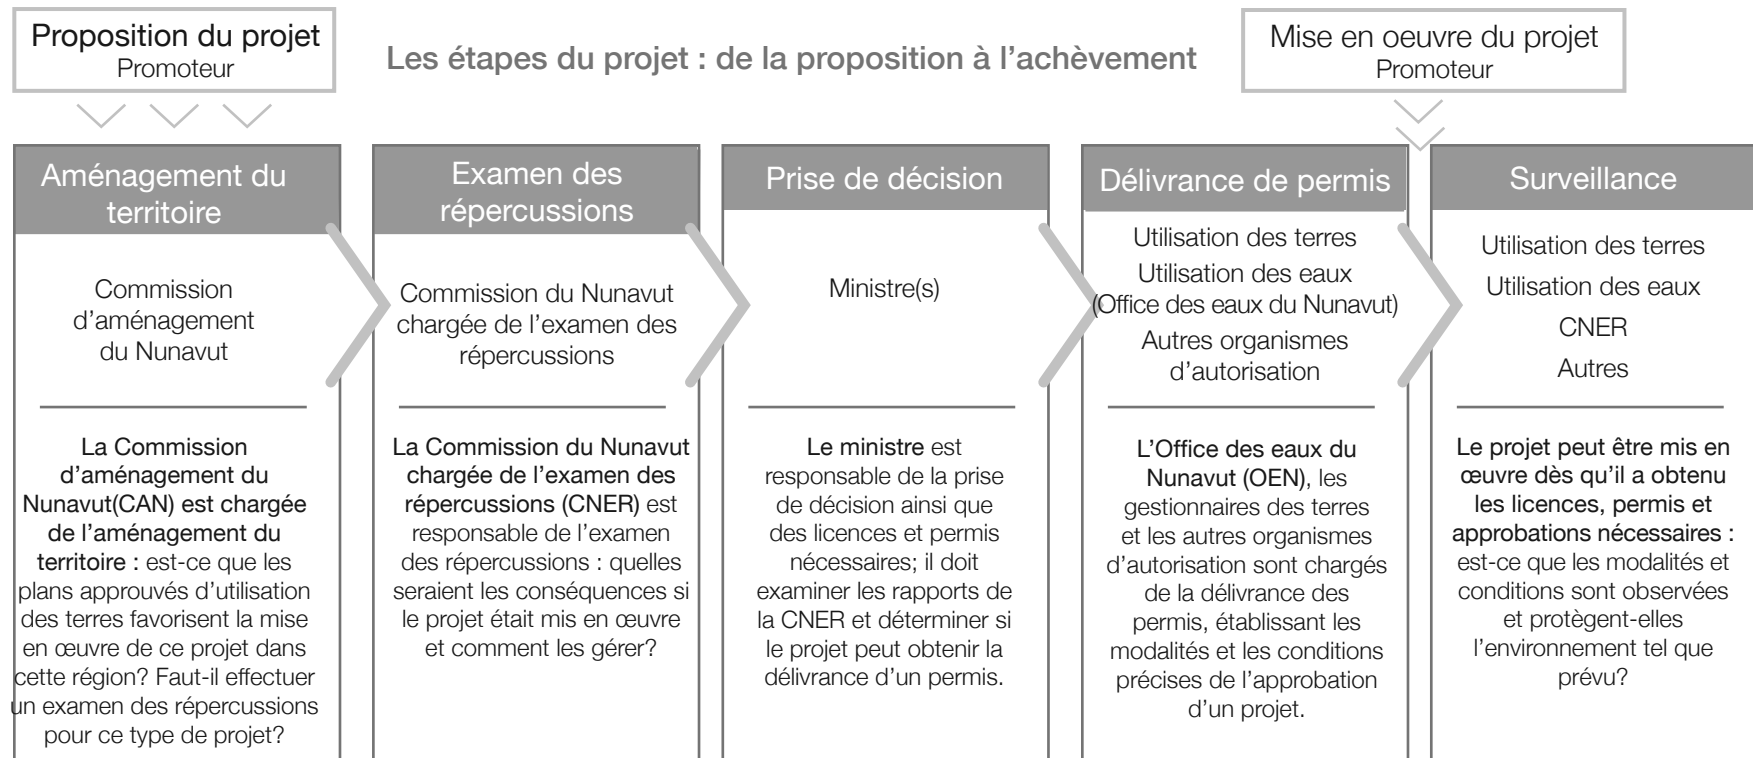 Proposition du projet
Promoteur
Les étapes du projet : de la proposition à l'achèvement
Mise en oeuvre du projet
Promoteur
Aménagement du
territoire
Commission
d'aménagement
du Nunavut
La Commission
d'aménagement du
Nunavut(CAN) est chargée
de l'aménagement du
territoire : est-ce que les
plans approuvés d'utilisation
des terres favorisent la mise
en œuvre de ce projet dans
cette région? Faut-il effectuer
un examen des répercussions
pour ce type de projet?
Examen des
répercussions
Commission du Nunavut
chargée de l'examen des
répercussions
La Commission du Nunavut
chargée de l'examen des
répercussions (CNER) est
responsable de l'examen
des répercussions : quelles
seraient les conséquences si
le projet était mis en œuvre
et comment les gérer?
Prise de décision
Ministre(s)
Le ministre est
responsable de la prise
de décision ainsi que
des licences et permis
nécessaires; il doit
examiner les rapports de
la CNER et déterminer si
le projet peut obtenir la
délivrance d'un permis.
Délivrance de permis
Utilisation des terres
Utilisation des eaux
(Office des eaux du Nunavut)
Autres organismes
d'autorisation
L'Office des eaux du
Nunavut (OEN), les
gestionnaires des terres
et les autres organismes
d'autorisation sont chargés
de la délivrance des
permis, établissant les
modalités et les conditions
précises de l'approbation
d'un projet.
Surveillance
Utilisation des terres
Utilisation des eaux
CNER
Autres
Le projet peut être mis en
œuvre dès qu'il a obtenu
les licences, permis et
approbations nécessaires :
est-ce que les modalités et
conditions sont observées
et protègent-elles
l'environnement tel que
prévu?